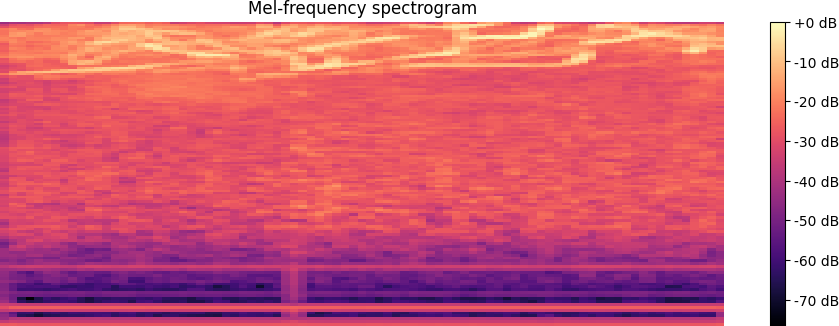 Mel-frequency spectrogram
+0 dB
-10 dB
-20 dB
-30 dB
-40 dB
-50 dB
-60 dB
-70 dB